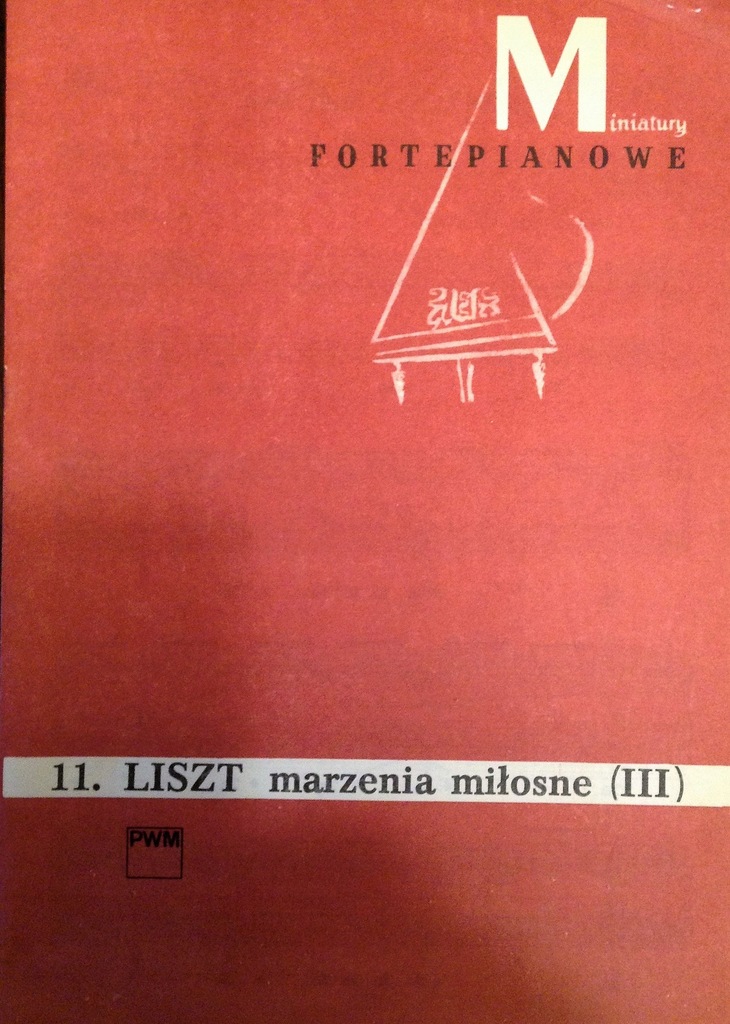 Miniatury
FORTEPIANOWE
11. LISZT marzenia miłosne (III)
PWM